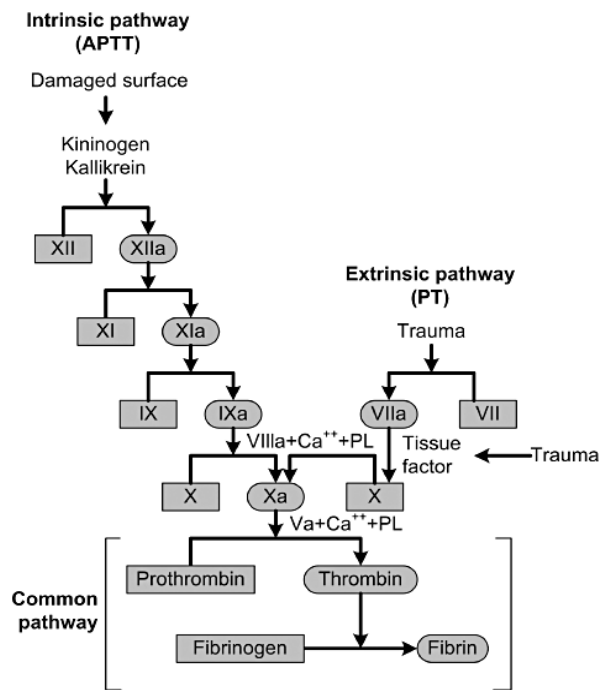 Intrinsic pathway
(APTT)
Damaged surface
Kininogen
Kallikrein
XII
XIIa
Extrinsic pathway
(PT)
XI
XIa
Trauma
IX
IXa
VIIa
VII
VIIIa+Ca+++PL
Tissue
factor
Trauma
X
Xa
X
Va+Ca+++PL
Prothrombin
Thrombin
Common
pathway
Fibrinogen
Fibrin